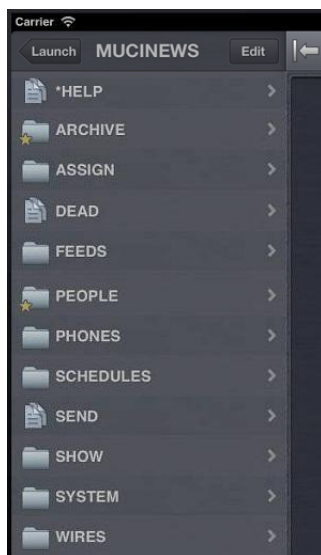 Carrier
Launch MUCINEWS Edit
*HELP
ARCHIVE
ASSIGN
DEAD
FEEDS
PEOPLE
PHONES
SCHEDULES
SEND
SHOW
SYSTEM
WIRES